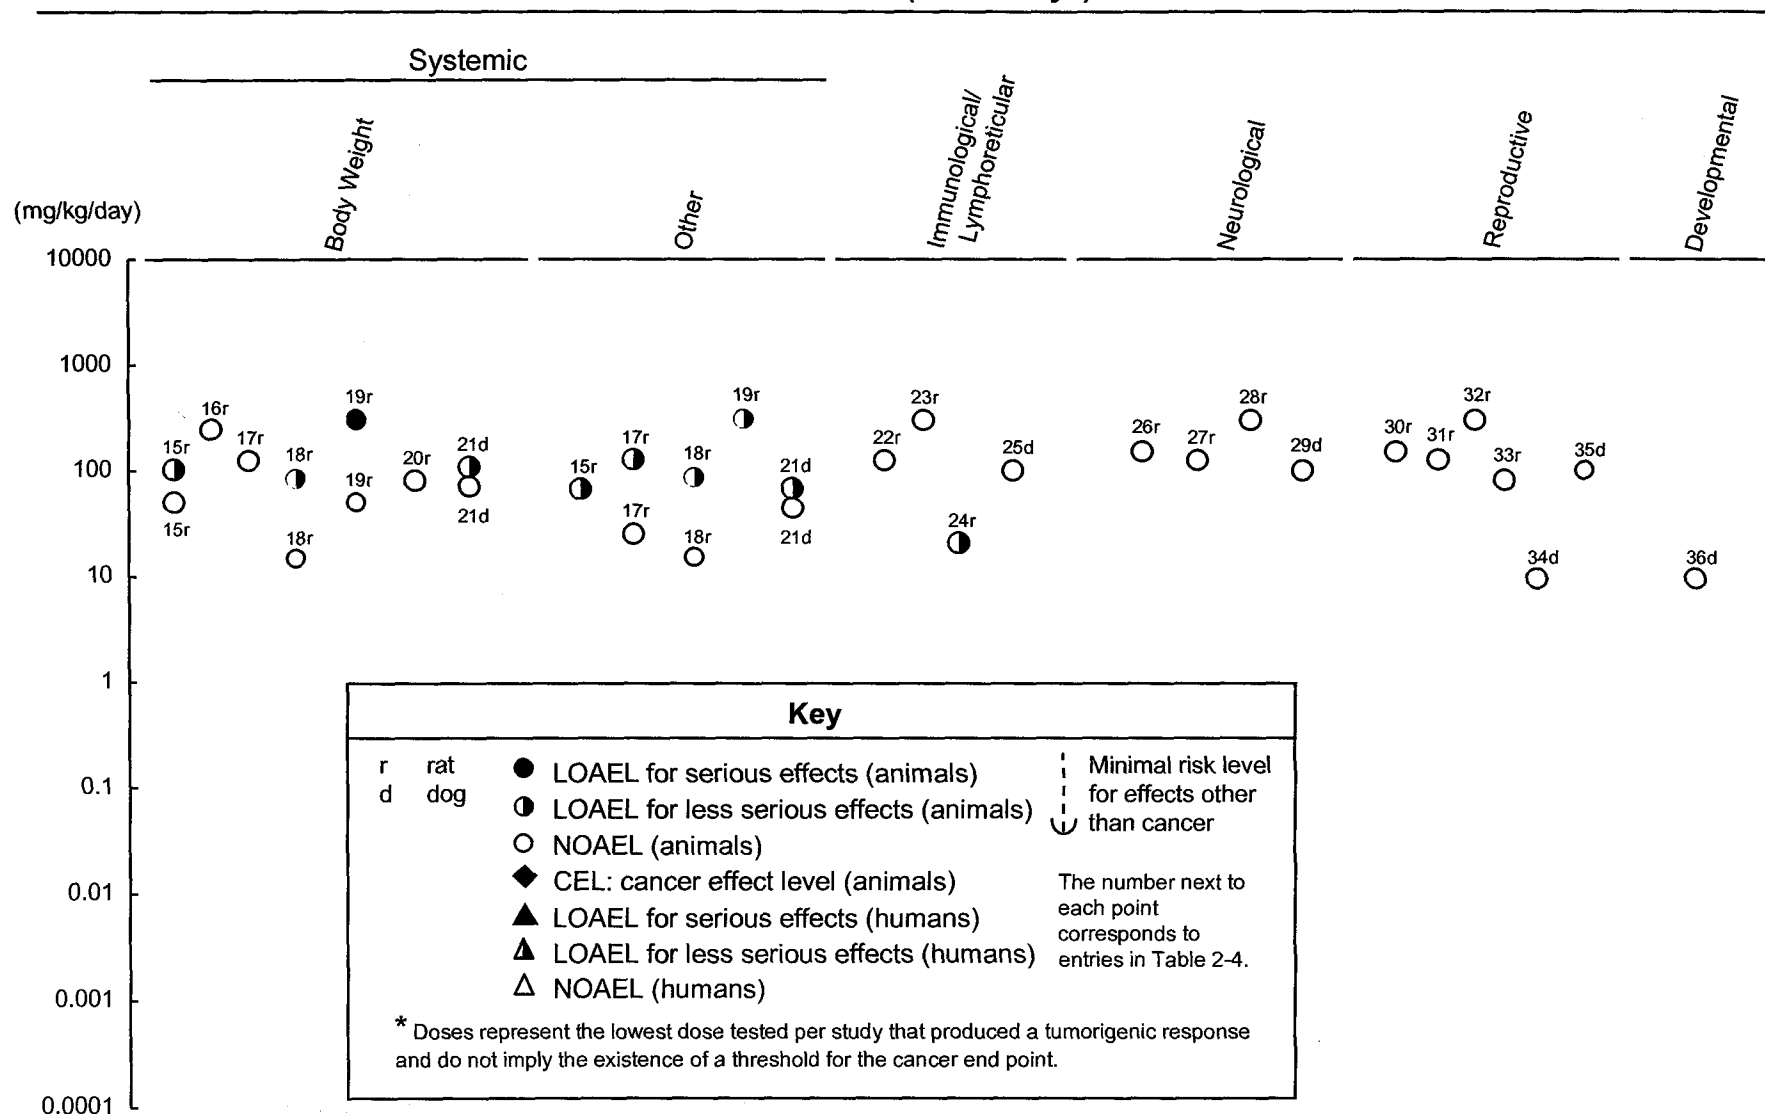 Systemic
Body Weight
Other
Immunological/
Lymphoreticular
Neurological
Reproductive
Developmental
(mg/kg/day)
10000
1000
100
10
1
0.1
0.01
0.001
0.0001
15r
15r
16r
17r
18r
18r
19r
19r
20r
21d
21d
15r
17r
17r
18r
18r
19r
21d
21d
22r
23r
24r
25d
26r
27r
28r
29d
30r
31r
32r
33r
34d
35d
36d
Key
r rat
d dog
LOAEL for serious effects (animals)
LOAEL for less serious effects (animals)
NOAEL (animals)
CEL: cancer effect level (animals)
LOAEL for serious effects (humans)
LOAEL for less serious effects (humans)
NOAEL (humans)
Minimal risk level
for effects other
than cancer
The number next to
each point
corresponds to
entries in Table 2-4.
* Doses represent the lowest dose tested per study that produced a tumorigenic response
and do not imply the existence of a threshold for the cancer end point.